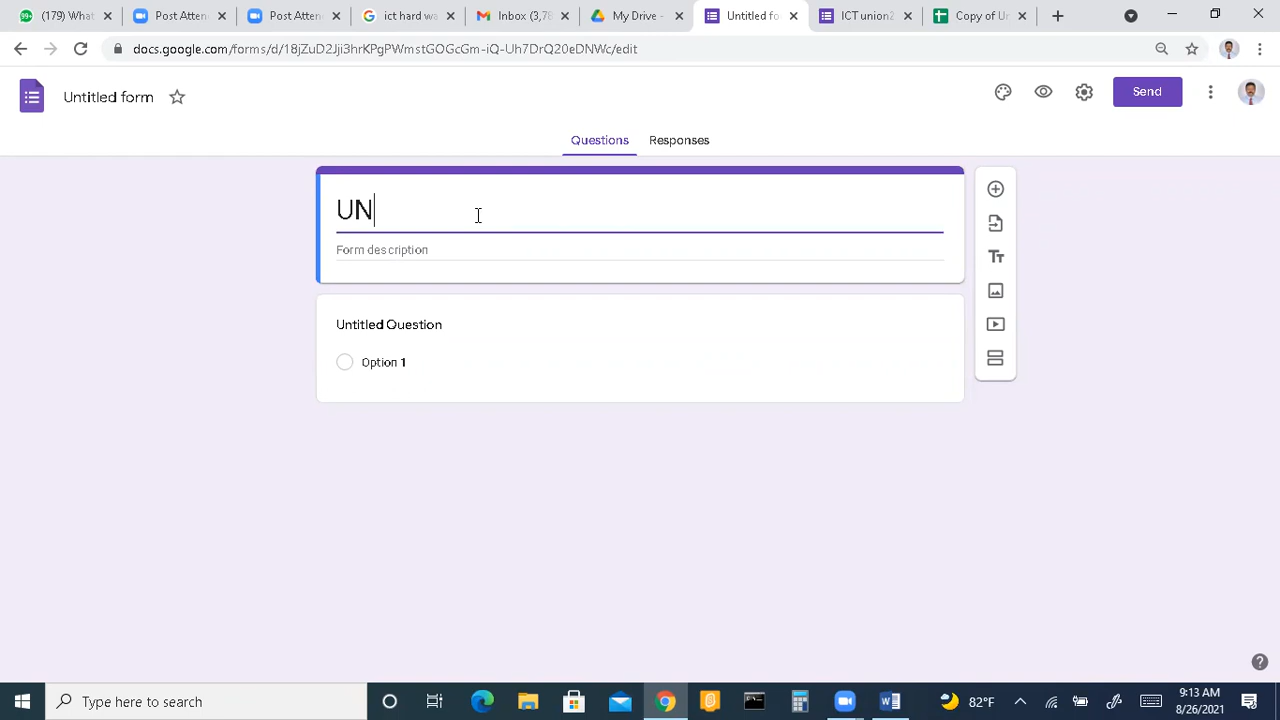 (179) What
Post Atten
Post Atten
ict hard wa
Inbox (3,78
My Drive -
Untitled fo
ICT union2
Copy of Un
docs.google.com/forms/d/18jZuD2Jji3hrKPgPWmstGOGcGm-iQ-Uh7DrQ20eDNWc/edit
Untitled form
Send
Questions
Responses
UN
Form description
Untitled Question
Option 1
Type here to search
82°F
9:13 AM
8/26/2021